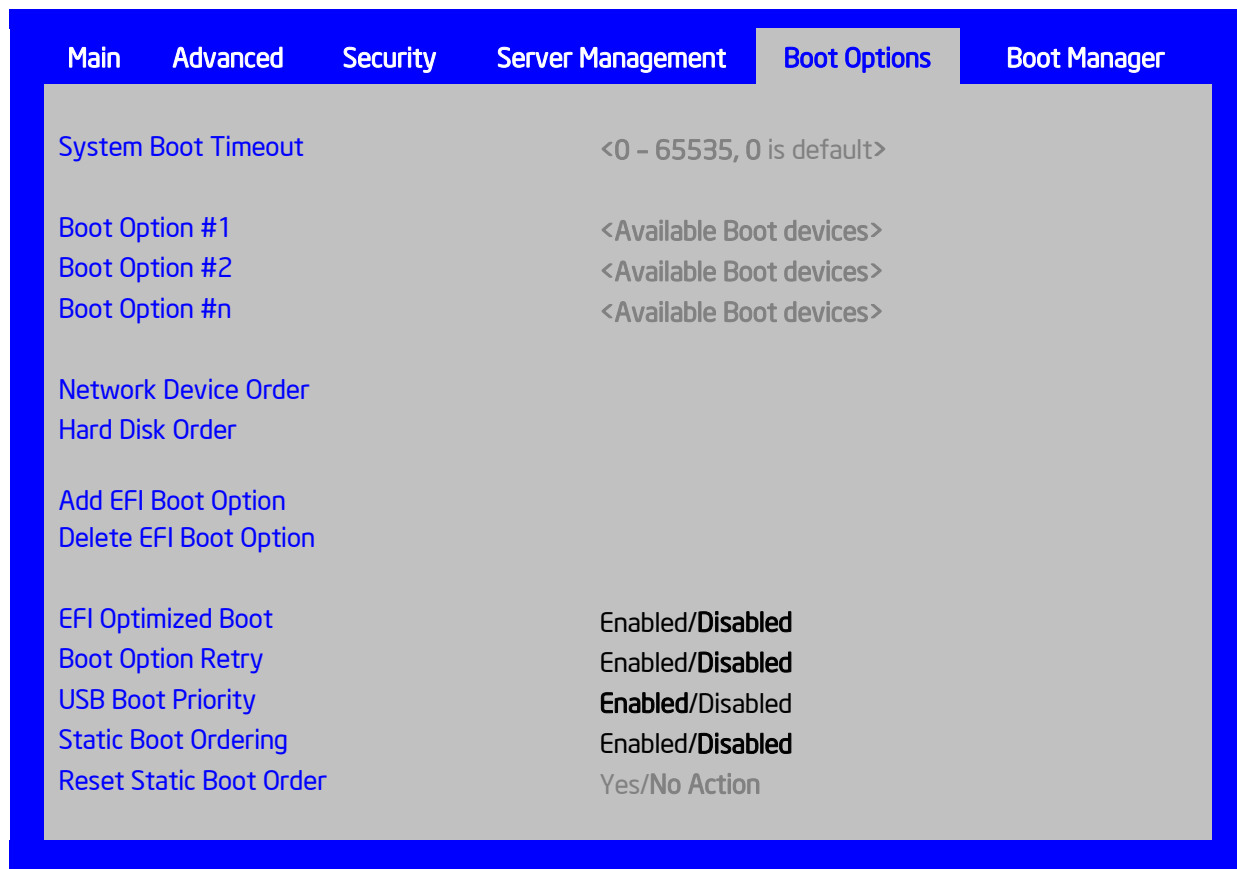 Main Advanced Security Server Management Boot Options Boot Manager
System Boot Timeout <0 – 65535, 0 is default>
Boot Option #1 <Available Boot devices>
Boot Option #2 <Available Boot devices>
Boot Option #n <Available Boot devices>
Network Device Order
Hard Disk Order
Add EFI Boot Option
Delete EFI Boot Option
EFI Optimized Boot Enabled/Disabled
Boot Option Retry Enabled/Disabled
USB Boot Priority Enabled/Disabled
Static Boot Ordering Enabled/Disabled
Reset Static Boot Order Yes/No Action